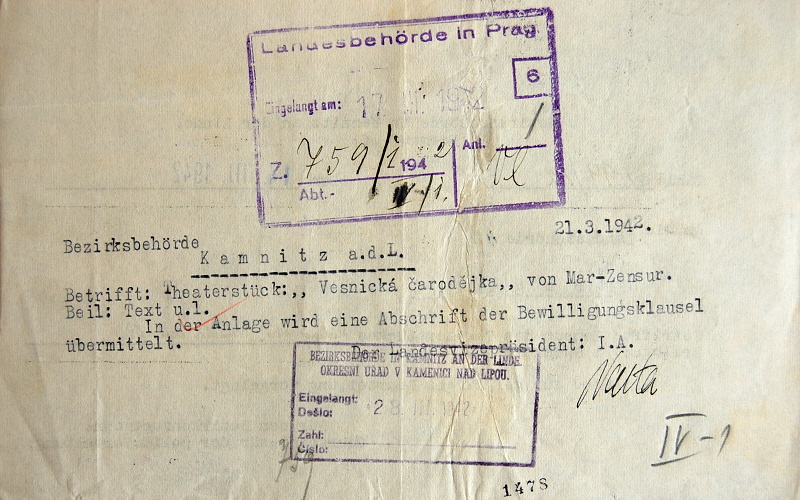 Landesbehörde in Prag
6
Eingelangt am: 17. 1942
Z. 759/i 194 2
Anl. 1
Abt.- IV/1.
21.3.1942.
Bezirksbehörde
Kamnitz a.d.L.
Betrifft: Theaterstück:,, Vesnická čarodějka,, von Mar-Zensur.
Beil: Text u.l.
In der Anlage wird eine Abschrift der Bewilligungsklausel
übermittelt.
Der Landesvizepräsident: I.A.
BEZIRKSBEHÖRDE IN KAMNITZ AN DER LINDE.
OKRESNÍ ÚŘAD V KAMENICI NAD LIPOU.
Eingelangt:
Došlo: 28. III. 1942
Zahl:
Číslo:
IV-1
1478